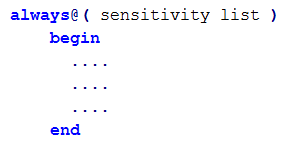 always@( sensitivity list )
begin
....
....
....
end